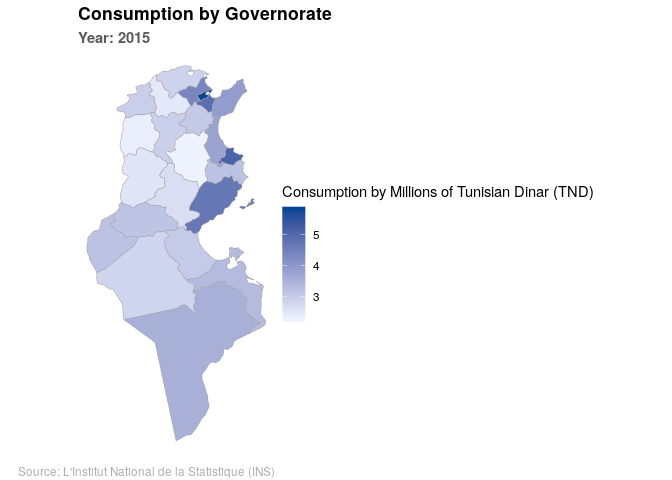 Consumption by Governorate
Year: 2015
Consumption by Millions of Tunisian Dinar (TND)
5
4
3
Source: L'Institut National de la Statistique (INS)